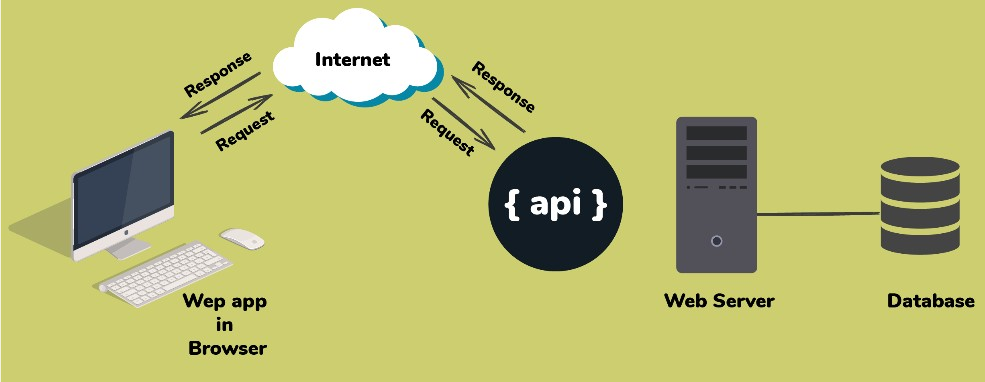 Internet
Response
Request
Response
Request
{ api }
Wep app
in
Browser
Web Server
Database